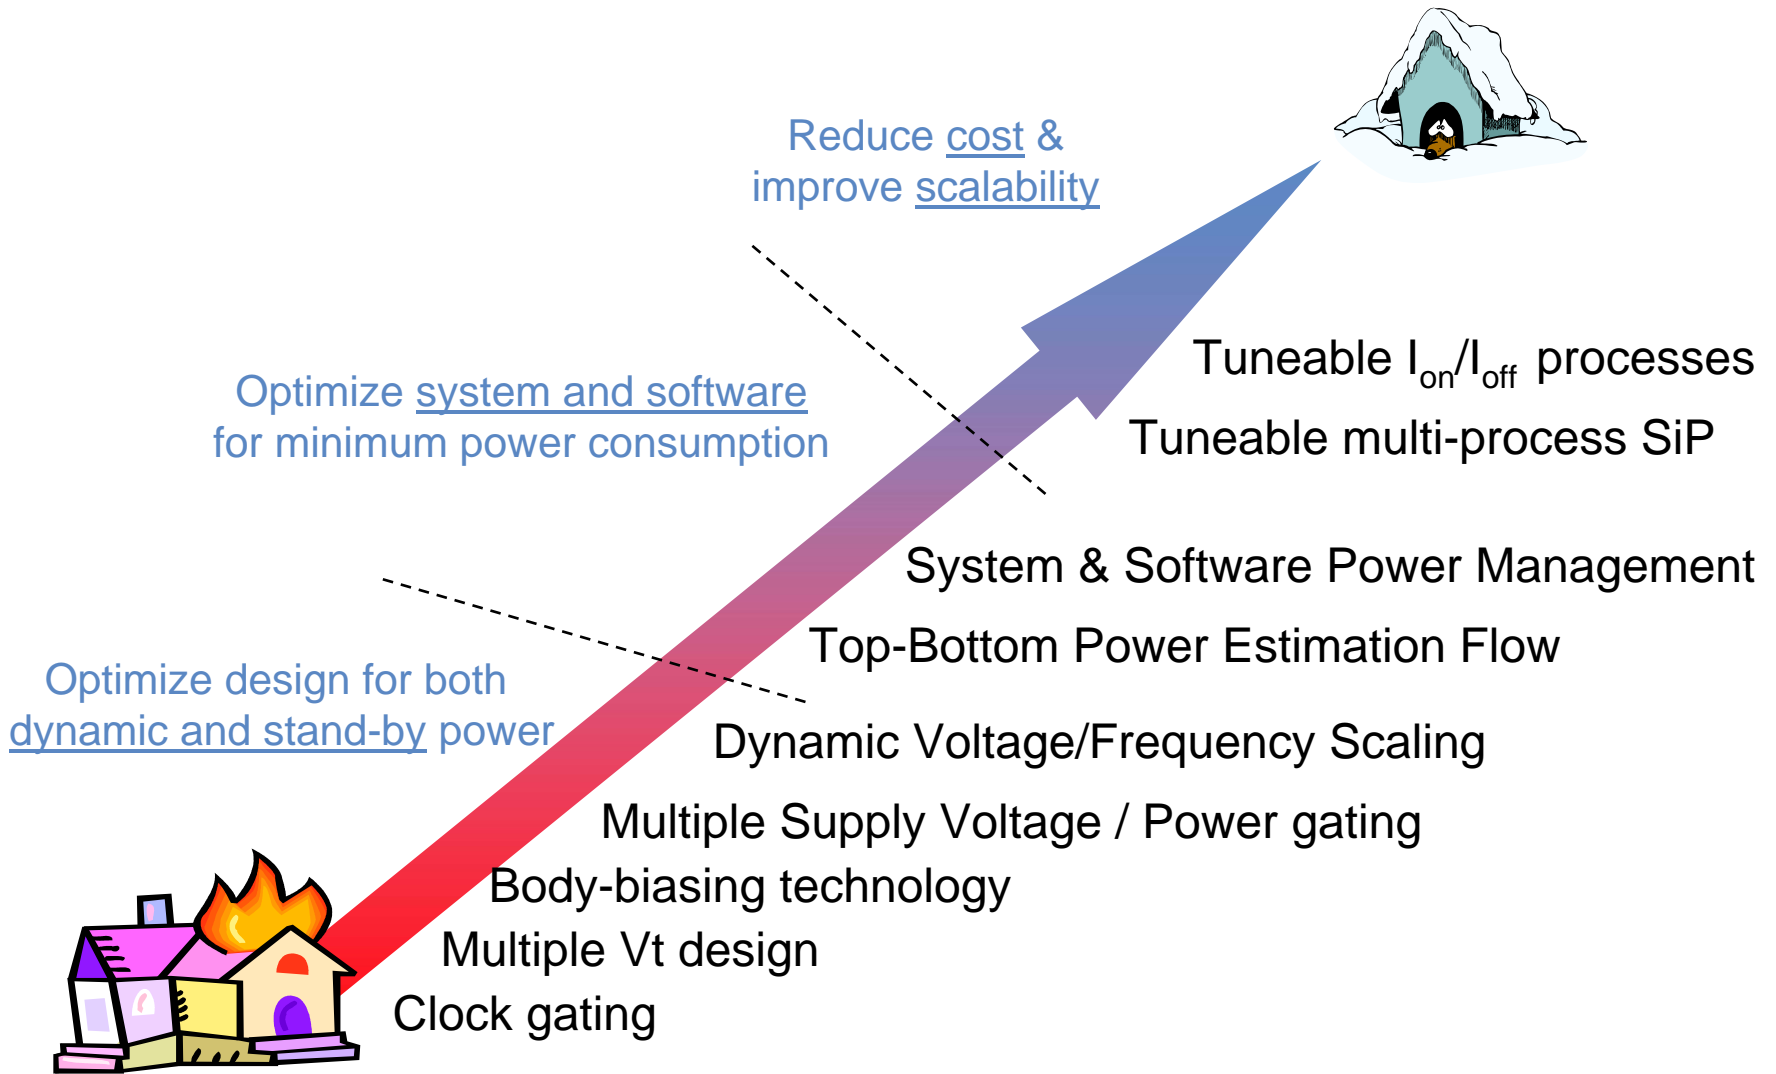 Reduce cost &
improve scalability
Tuneable Ion/Ioff processes
Optimize system and software
for minimum power consumption
Tuneable multi-process SiP
System & Software Power Management
Top-Bottom Power Estimation Flow
Optimize design for both
dynamic and stand-by power
Dynamic Voltage/Frequency Scaling
Multiple Supply Voltage / Power gating
Body-biasing technology
Multiple Vt design
Clock gating